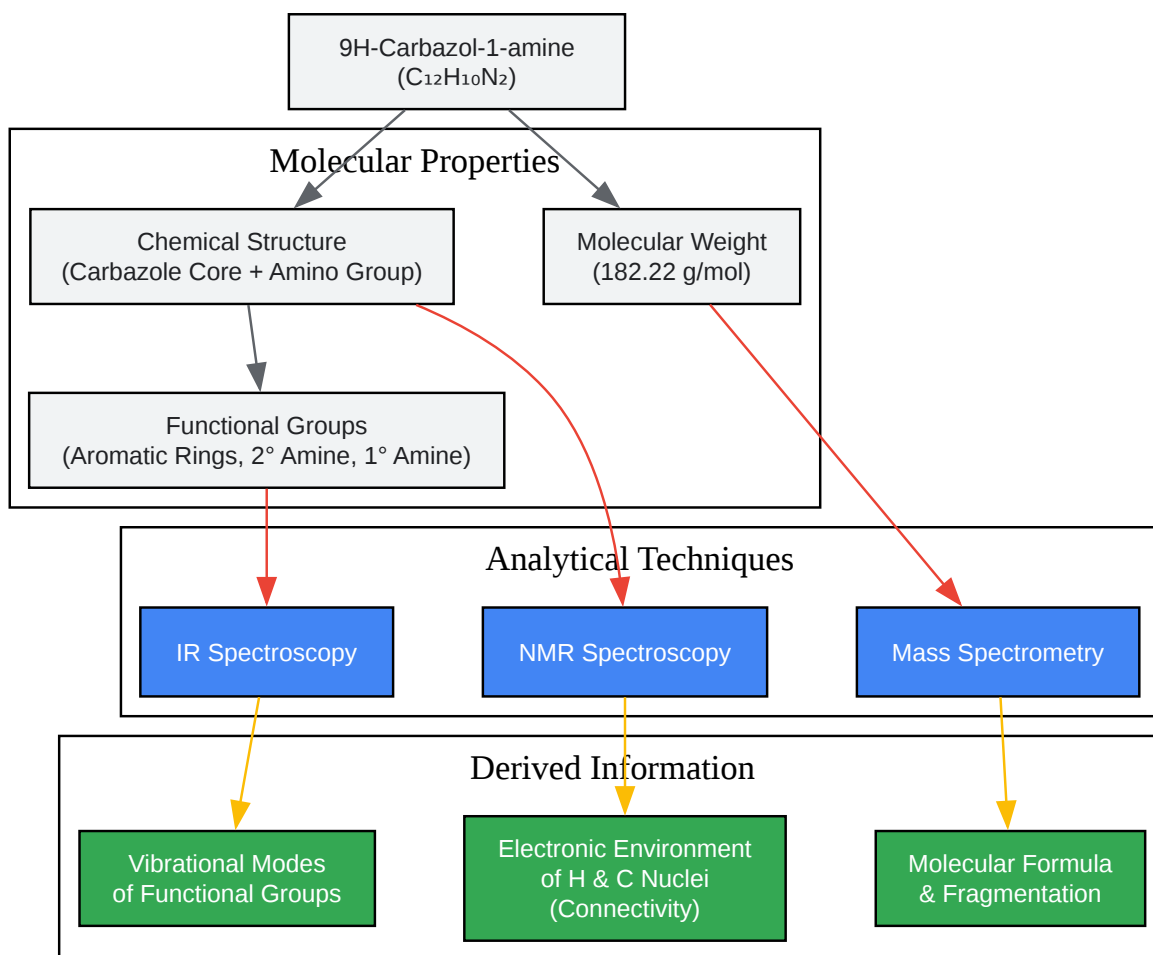 9H-Carbazol-1-amine
(C₁₂H₁₀N₂)
Molecular Properties
Chemical Structure
(Carbazole Core + Amino Group)
Molecular Weight
(182.22 g/mol)
Functional Groups
(Aromatic Rings, 2° Amine, 1° Amine)
Analytical Techniques
IR Spectroscopy
NMR Spectroscopy
Mass Spectrometry
Derived Information
Vibrational Modes
of Functional Groups
Electronic Environment
of H & C Nuclei
(Connectivity)
Molecular Formula
& Fragmentation